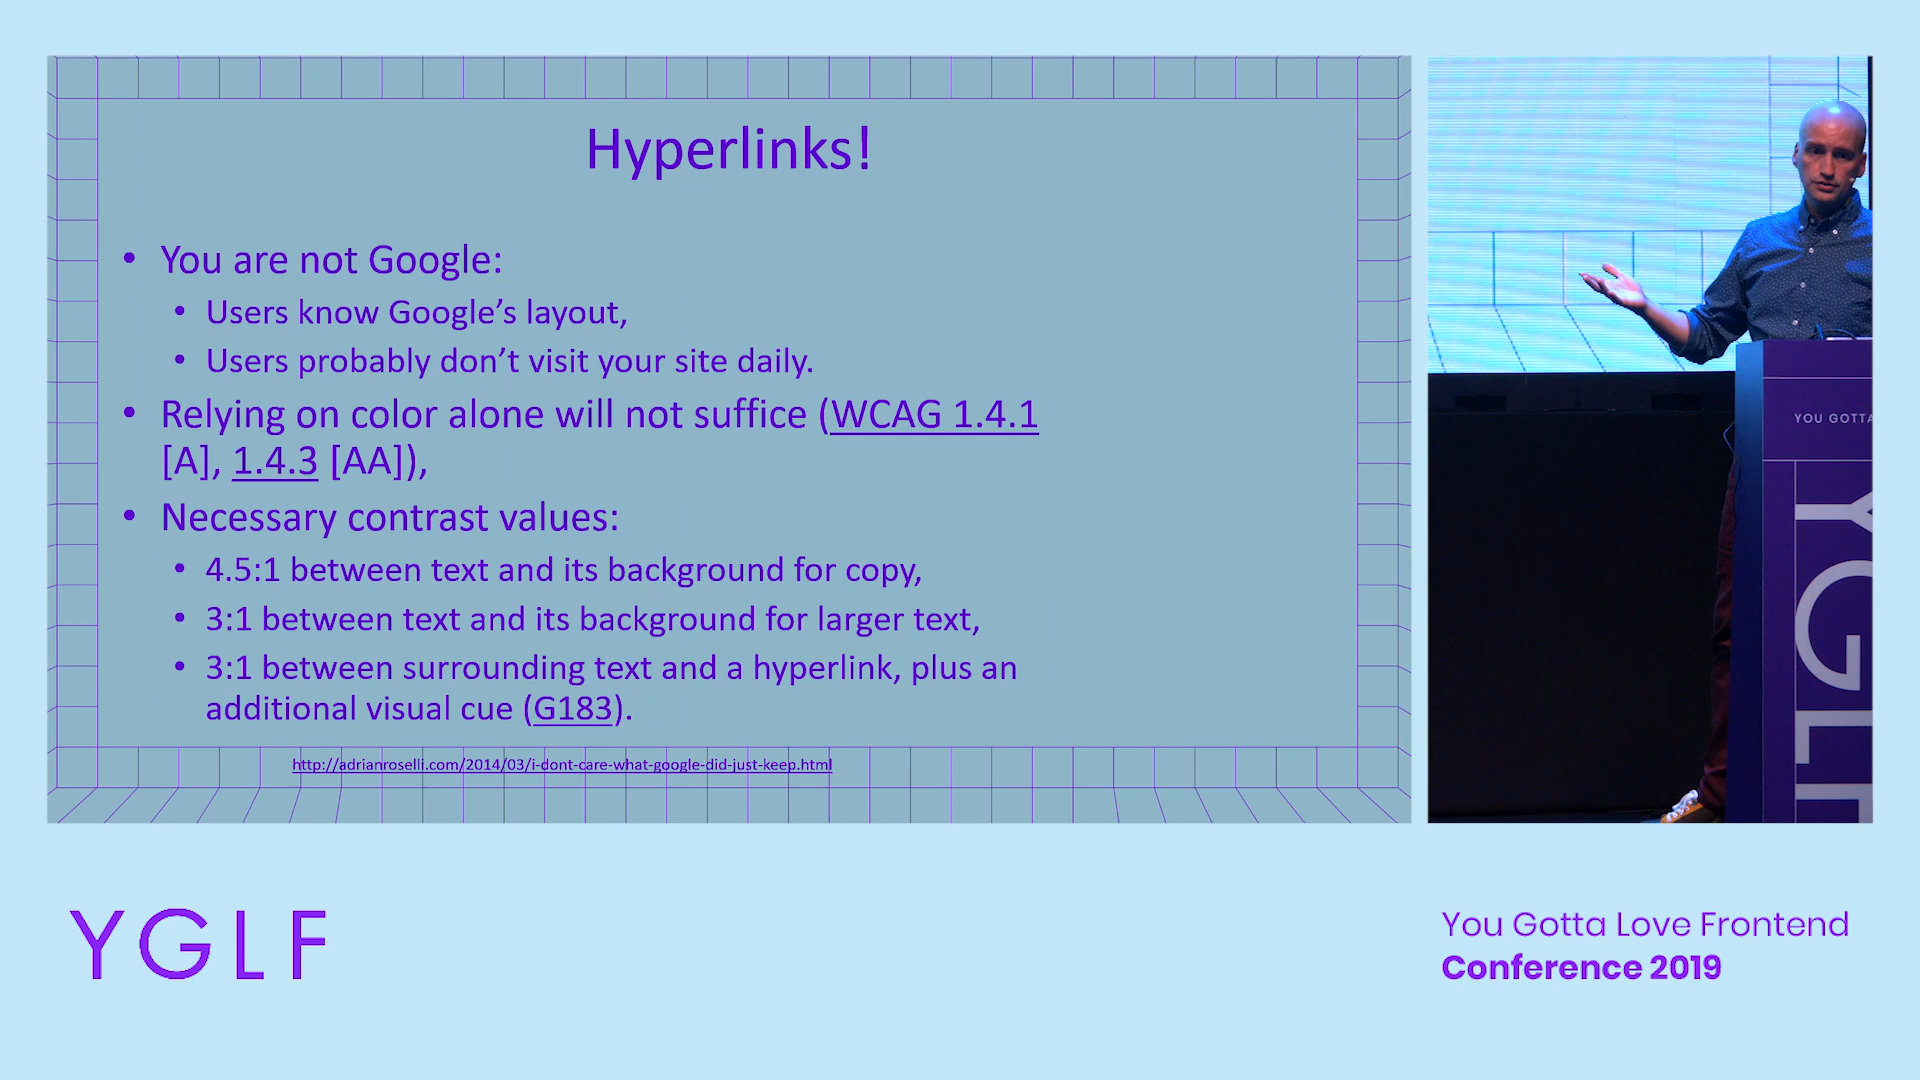 Hyperlinks!
• You are not Google:
• Users know Google’s layout,
• Users probably don’t visit your site daily.
• Relying on color alone will not suffice (WCAG 1.4.1
[A], 1.4.3 [AA]),
• Necessary contrast values:
• 4.5:1 between text and its background for copy,
• 3:1 between text and its background for larger text,
• 3:1 between surrounding text and a hyperlink, plus an
additional visual cue (G183).
http://adrianroselli.com/2014/03/i-dont-care-what-google-did-just-keep.html
YOU GOTTA
YGLF
YGLF
You Gotta Love Frontend
Conference 2019